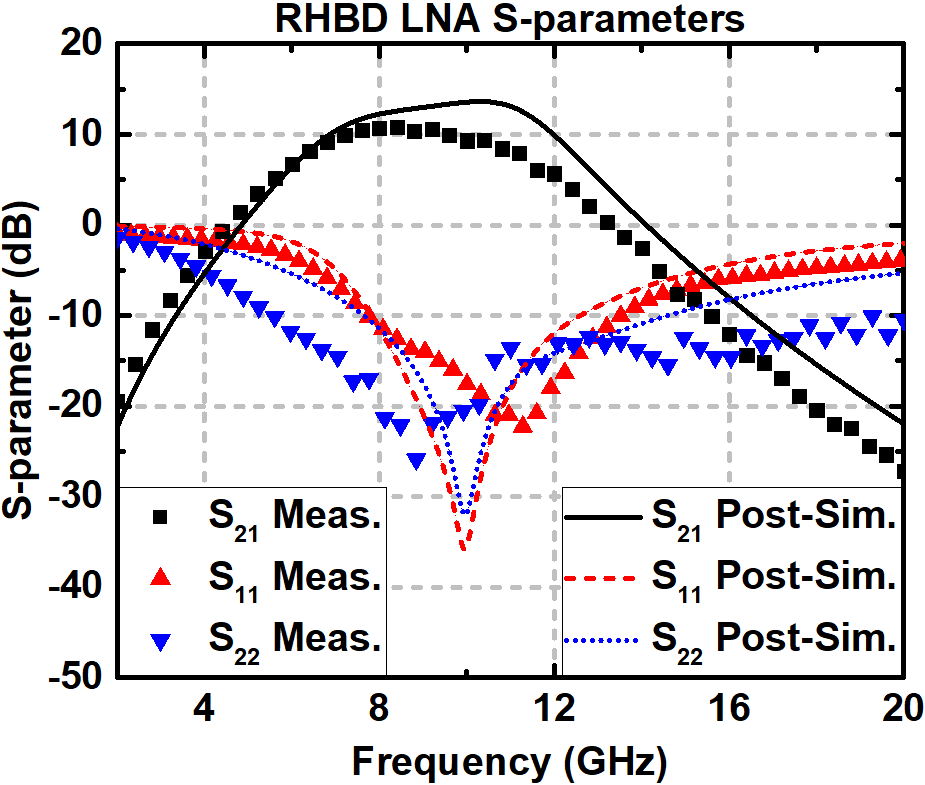 RHBD LNA S-parameters
20
10
0
-10
-20
-30
-40
-50
S-parameter (dB)
S21 Meas.
S11 Meas.
S22 Meas.
S21 Post-Sim.
S11 Post-Sim.
S22 Post-Sim.
4 8 12 16 20
Frequency (GHz)